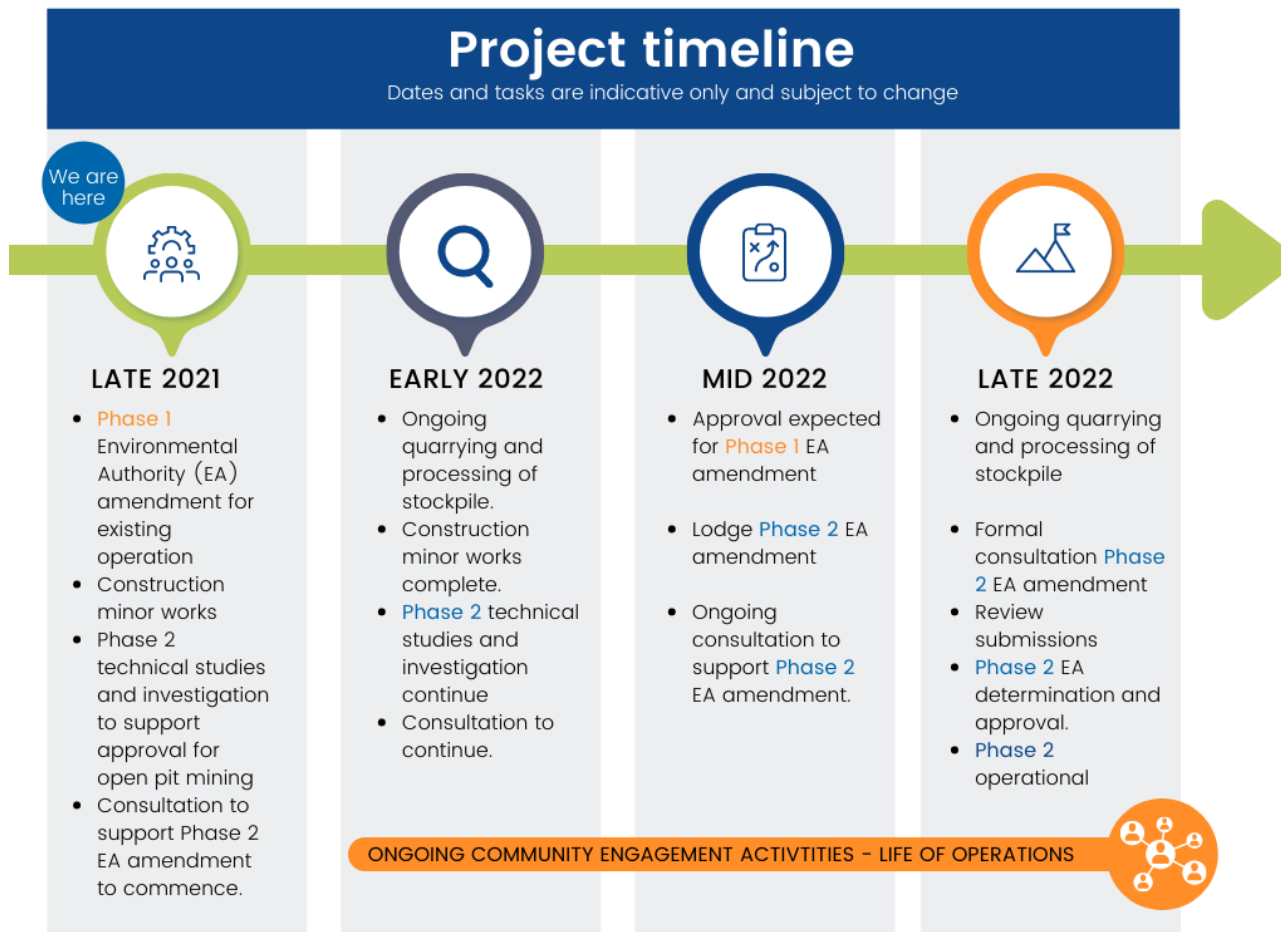 Project timeline
Dates and tasks are indicative only and subject to change
We are
here
LATE 2021
• Phase 1
Environmental
Authority (EA)
amendment for
existing
operation
• Construction
minor works
• Phase 2
technical studies
and investigation
to support
approval for
open pit mining
• Consultation to
support Phase 2
EA amendment
to commence.
EARLY 2022
• Ongoing
quarrying and
processing of
stockpile.
• Construction
minor works
complete.
• Phase 2 technical
studies and
investigation
continue
• Consultation to
continue.
MID 2022
• Approval expected
for Phase 1 EA
amendment
• Lodge Phase 2 EA
amendment
• Ongoing
consultation to
support Phase 2
EA amendment.
LATE 2022
• Ongoing quarrying
and processing of
stockpile
• Formal
consultation Phase
2 EA amendment
• Review
submissions
• Phase 2 EA
determination and
approval.
• Phase 2
operational
ONGOING COMMUNITY ENGAGEMENT ACTIVTITIES - LIFE OF OPERATIONS